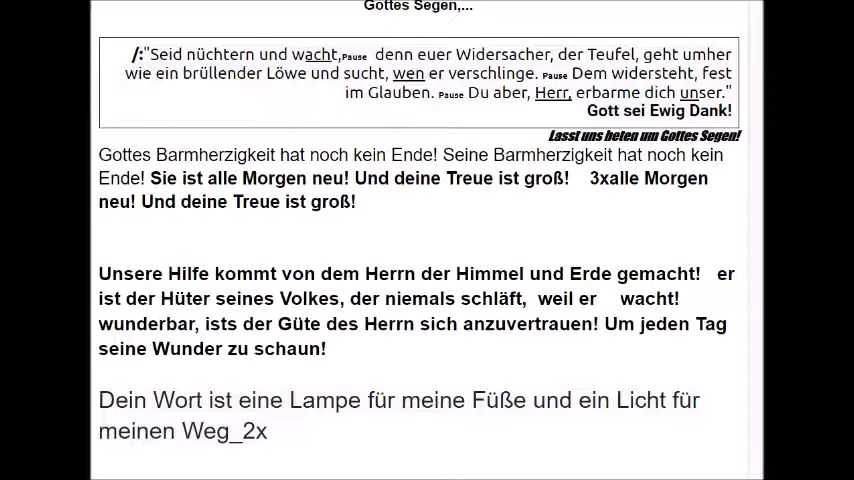 Gottes Segen,...
/:"Seid nüchtern und wacht,Pause denn euer Widersacher, der Teufel, geht umher
wie ein brüllender Löwe und sucht, wen er verschlinge. Pause Dem widersteht, fest
im Glauben. Pause Du aber, Herr, erbarme dich unser."
Gott sei Ewig Dank!
Lasst uns beten um Gottes Segen!
Gottes Barmherzigkeit hat noch kein Ende! Seine Barmherzigkeit hat noch kein
Ende! Sie ist alle Morgen neu! Und deine Treue ist groß! 3xalle Morgen
neu! Und deine Treue ist groß!
Unsere Hilfe kommt von dem Herrn der Himmel und Erde gemacht! er
ist der Hüter seines Volkes, der niemals schläft, weil er wacht!
wunderbar, ists der Güte des Herrn sich anzuvertrauen! Um jeden Tag
seine Wunder zu schaun!
Dein Wort ist eine Lampe für meine Füße und ein Licht für
meinen Weg_2x